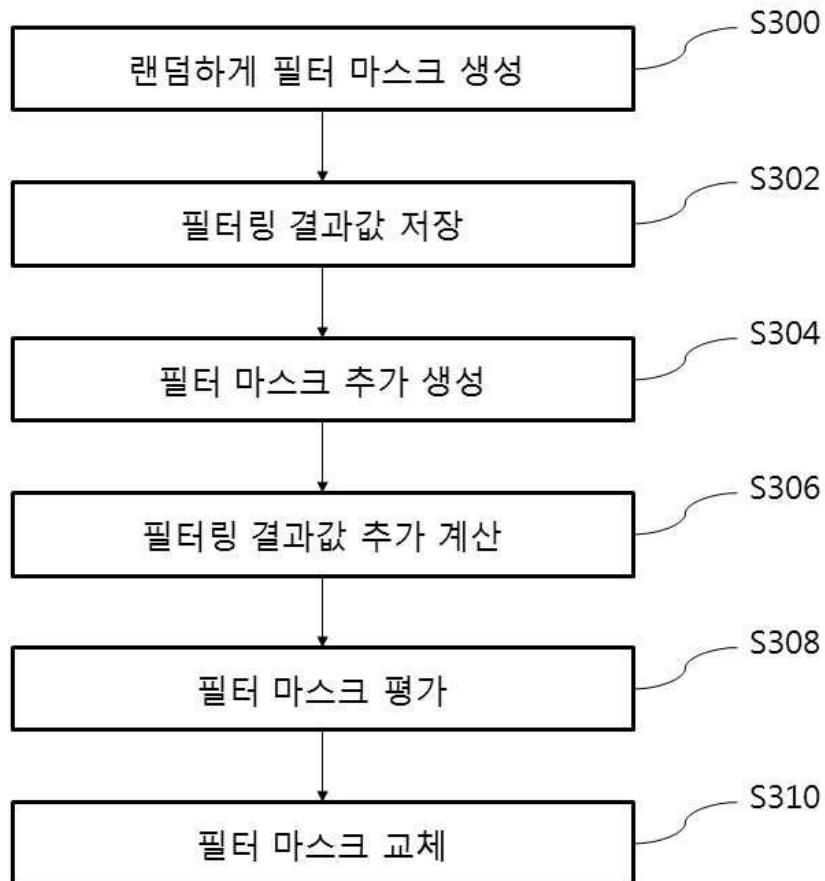 S300
랜덤하게 필터 마스크 생성
S302
필터링 결과값 저장
S304
필터 마스크 추가 생성
S306
필터링 결과값 추가 계산
S308
필터 마스크 평가
S310
필터 마스크 교체